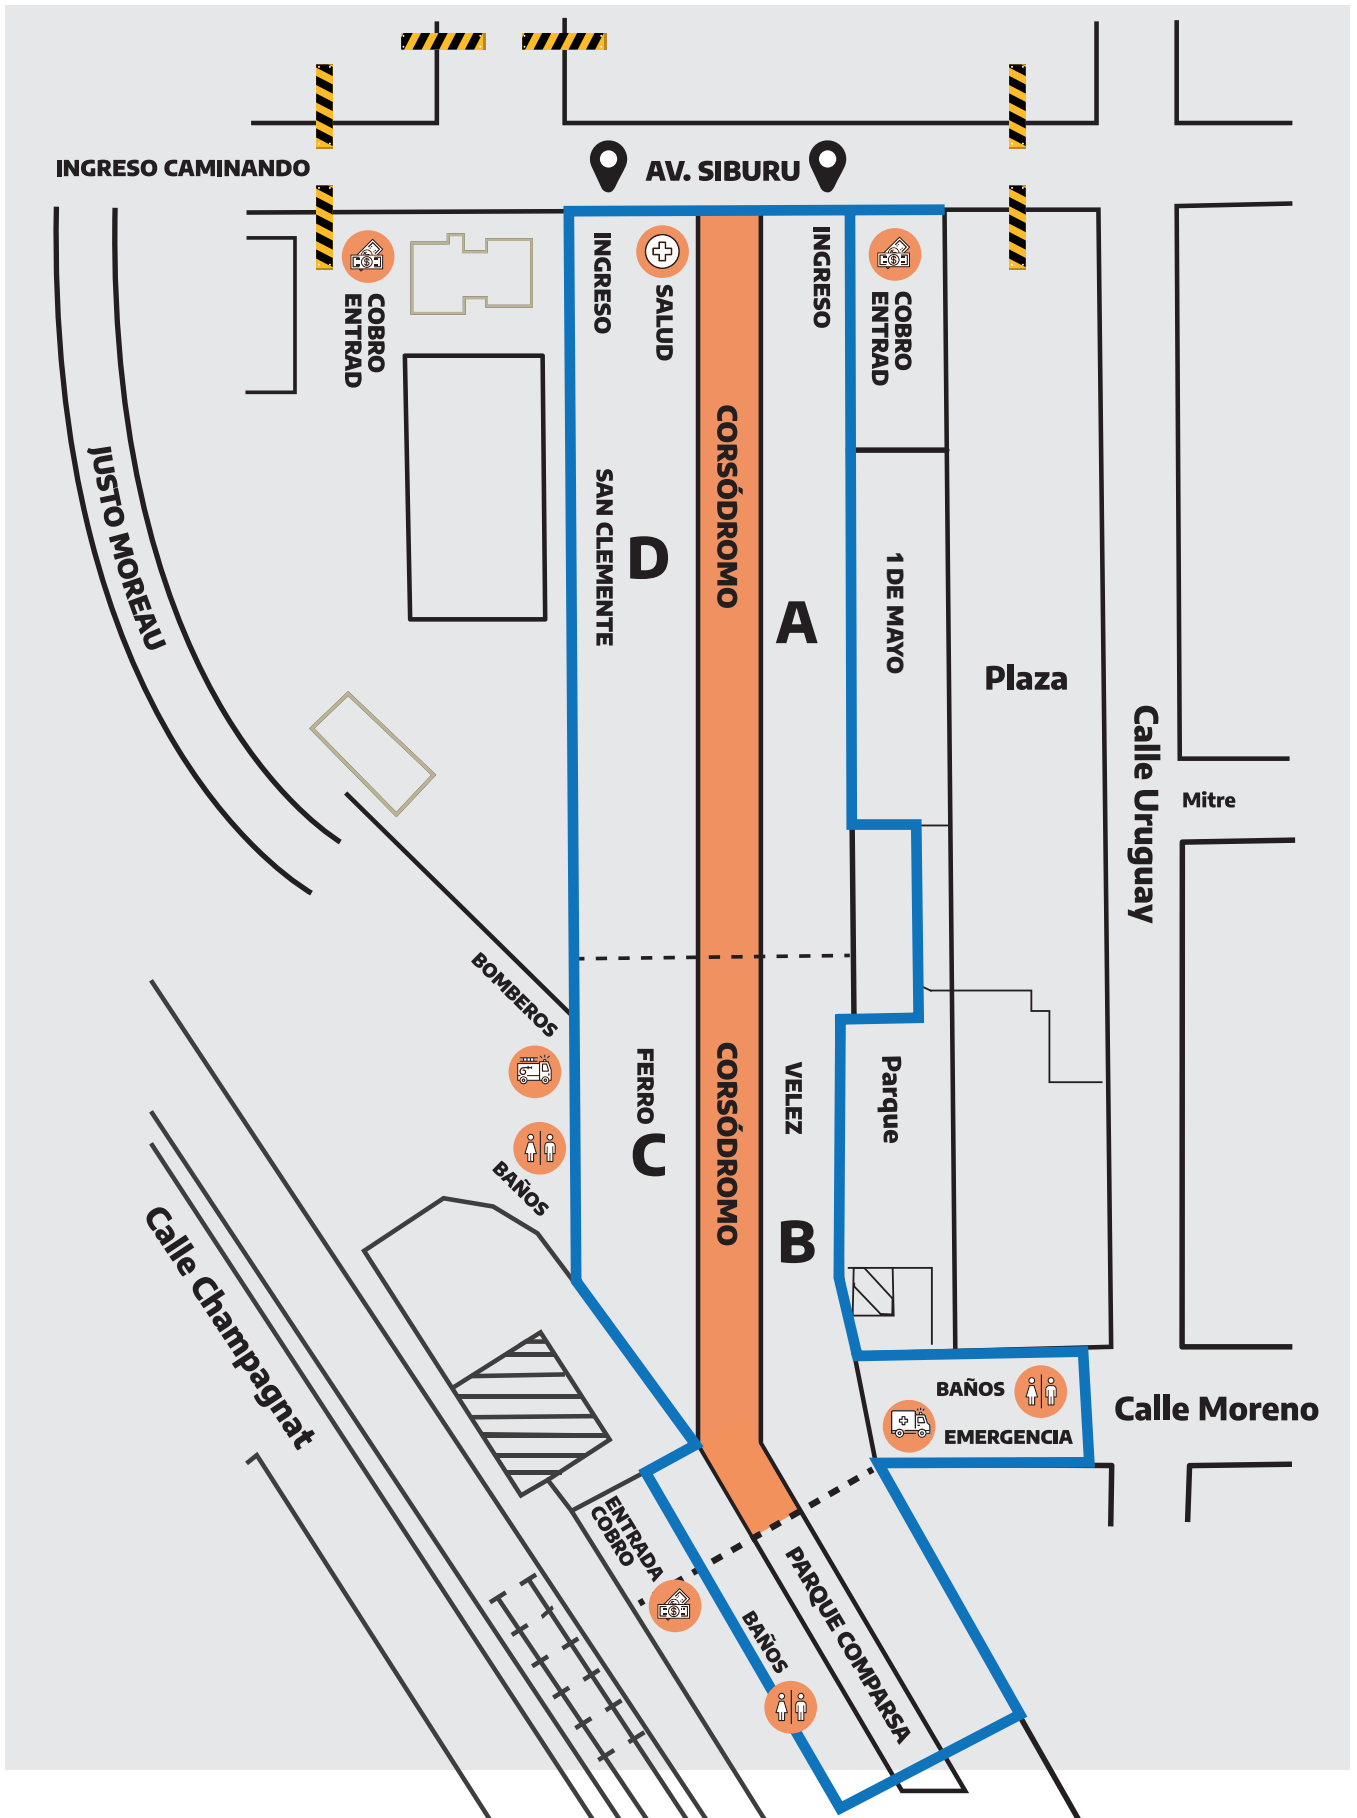 INGRESO CAMINANDO
AV. SIBURU
INGRESO
SALUD
INGRESO
COBRO
ENTRAD
COBRO
ENTRAD
CORSÓDROMO
JUSTO MOREAU
SAN CLEMENTE
D
A
1 DE MAYO
Plaza
Calle Uruguay
Mitre
BOMBEROS
FERRO
C
CORSÓDROMO
VELEZ
B
Parque
BAÑOS
Calle Champagnat
BAÑOS
EMERGENCIA
Calle Moreno
ENTRADA
COBRO
BAÑOS
PARQUE COMPARSA